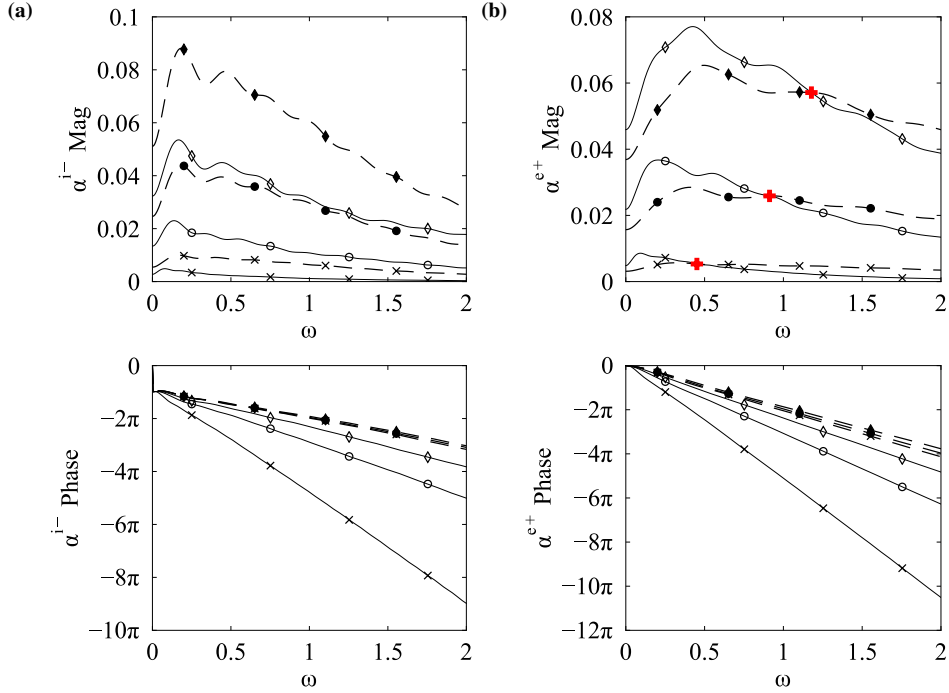 (a)
(b)
0.1
0.08
0.06
0.04
0.02
0
α^{i−} Mag
0 0.5 1 1.5 2
ω
0.08
0.06
0.04
0.02
0
α^{e+} Mag
0 0.5 1 1.5 2
ω
0
−2π
−4π
−6π
−8π
−10π
α^{i−} Phase
0 0.5 1 1.5 2
ω
0
−2π
−4π
−6π
−8π
−10π
−12π
α^{e+} Phase
0 0.5 1 1.5 2
ω